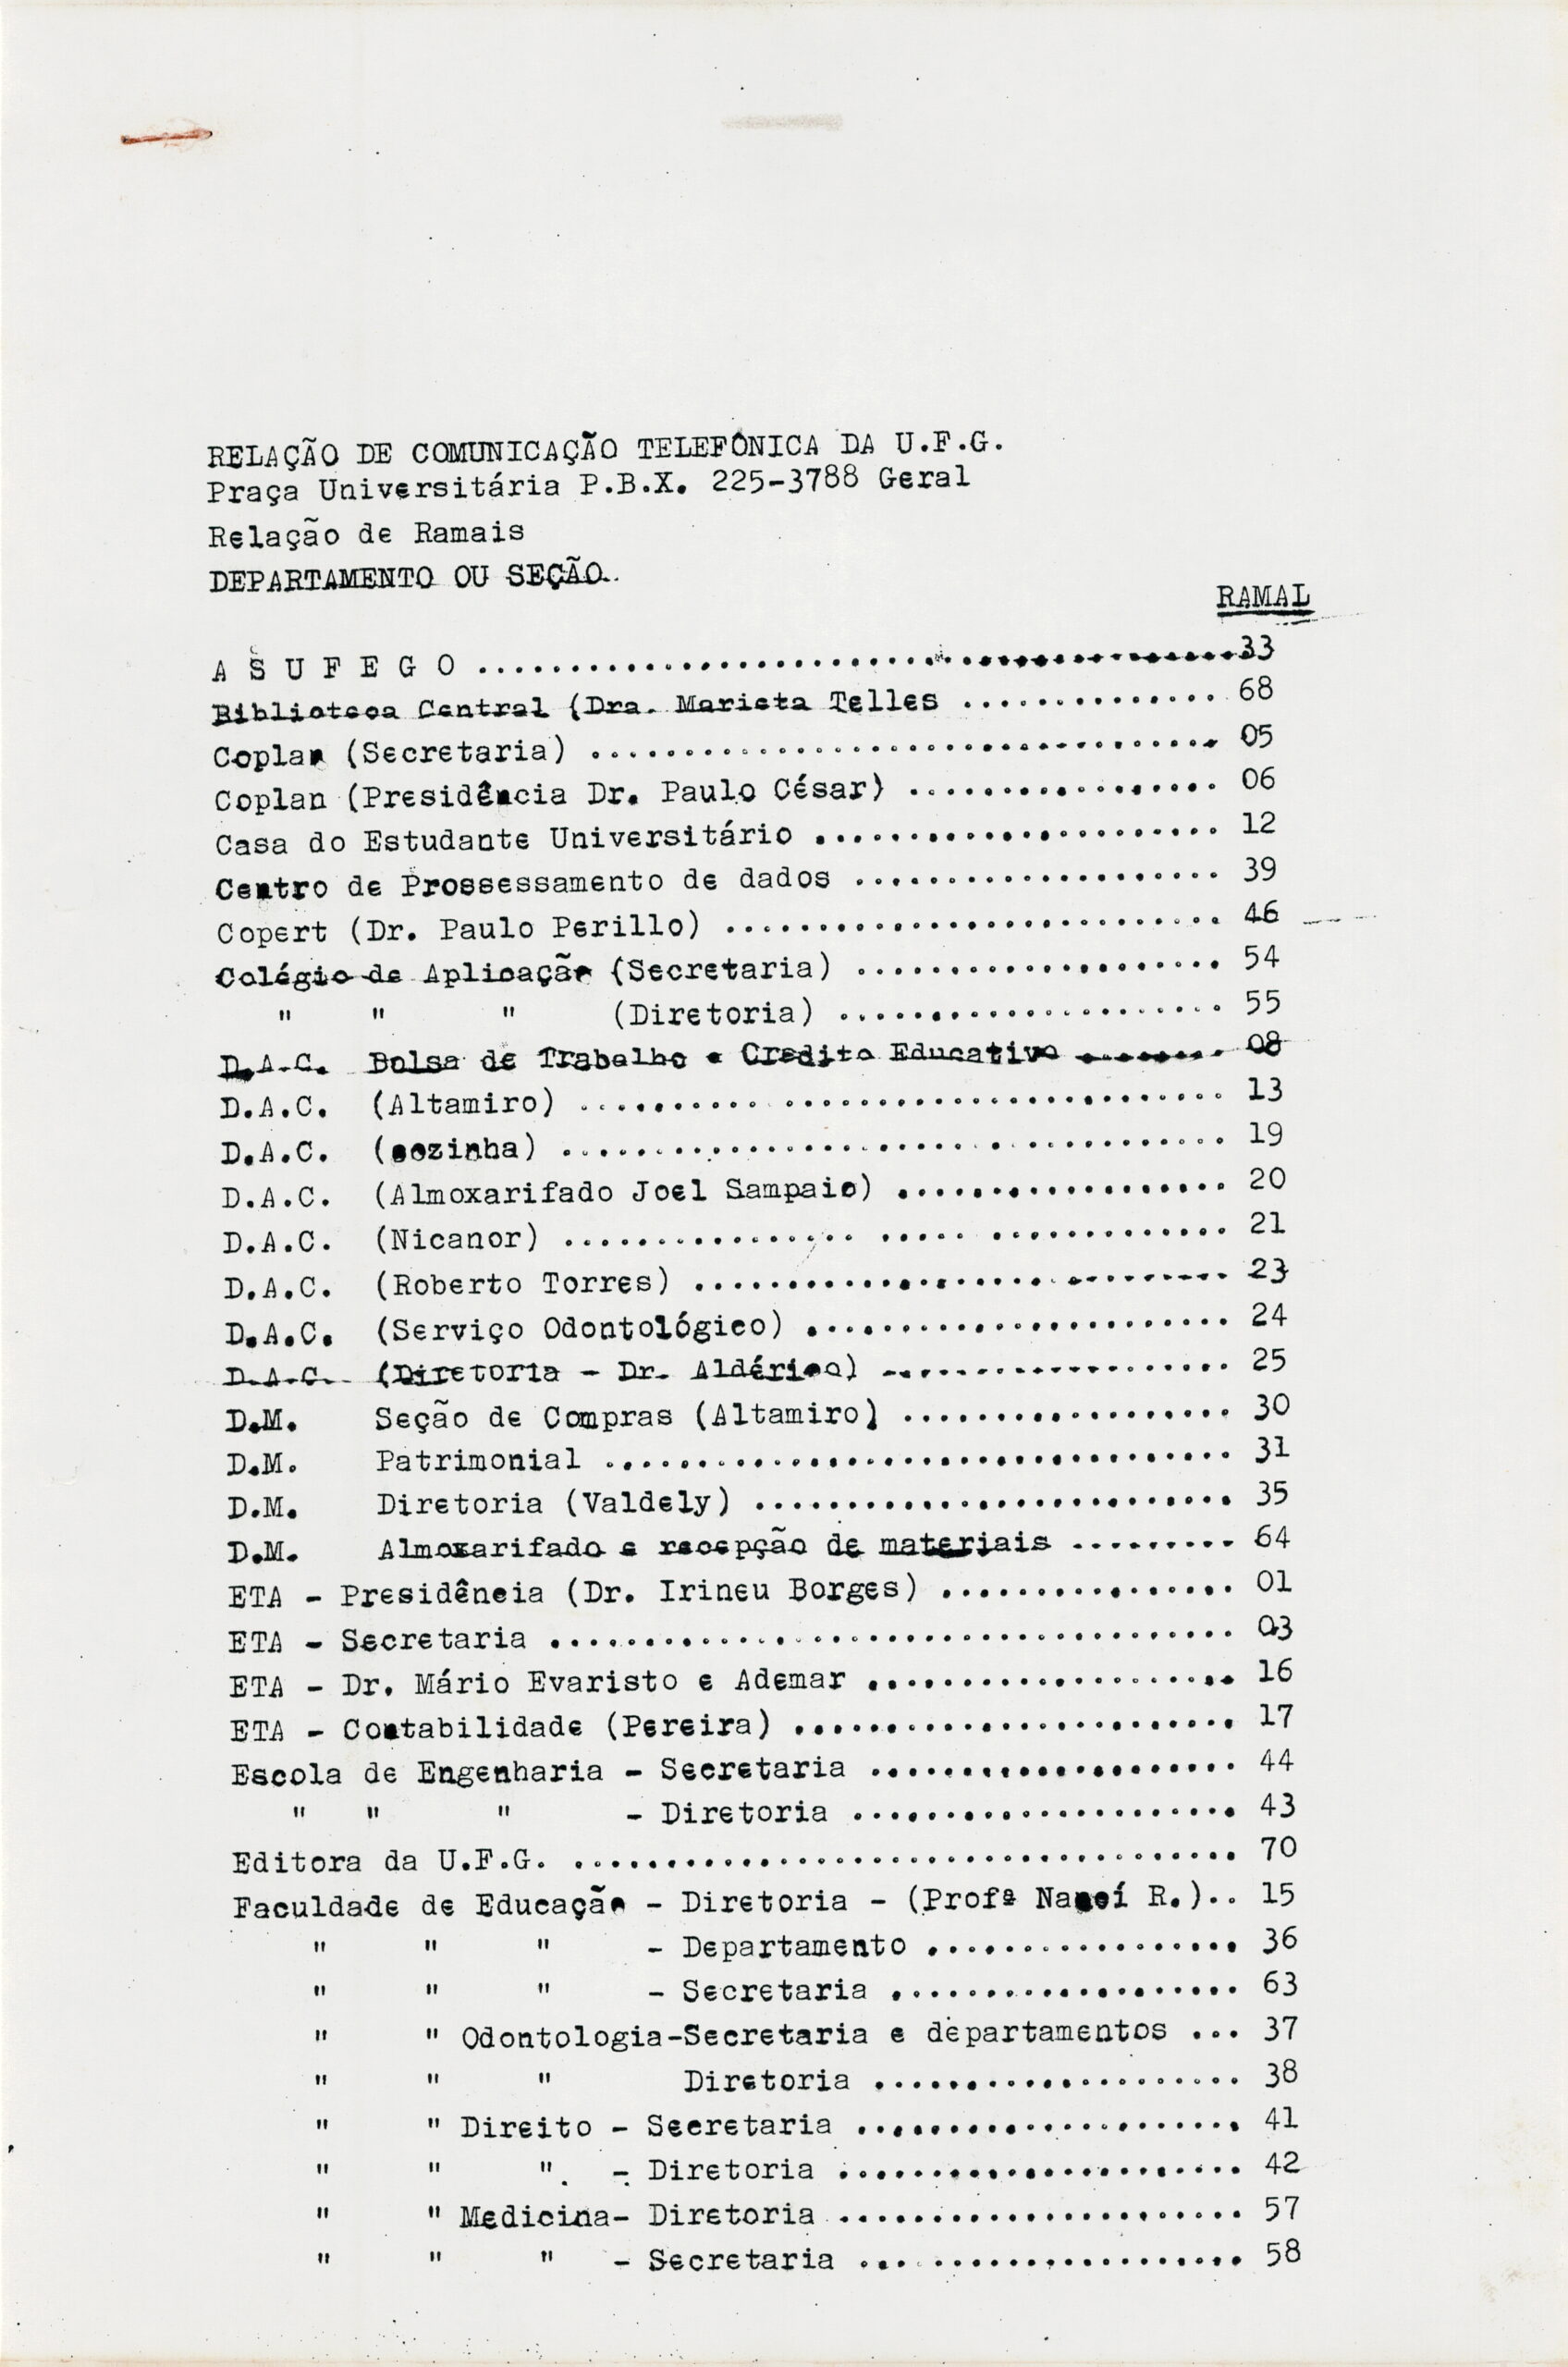 RELAÇÃO DE COMUNICAÇÃO TELEFÔNICA DA U.F.G.
Praça Universitária P.B.X. 225-3788 Geral
Relação de Ramais
DEPARTAMENTO OU SEÇÃO.
RAMAL
A S U F E G O ........................................33
Biblioteca Central (Dra. Marieta Telles .............. 68
Coplan (Secretaria) .................................. 05
Coplan (Presidência Dr. Paulo César) ................. 06
Casa do Estudante Universitário ...................... 12
Centro de Prossessamento de dados .................... 39
Copert (Dr. Paulo Perillo) ........................... 46
Colégio de Aplicação (Secretaria) .................... 54
" " " (Diretoria) ..................... 55
D.A.C. Bolsa de Trabalho e Credito Educativo ........ 08
D.A.C. (Altamiro) ................................... 13
D.A.C. (cozinha) .................................... 19
D.A.C. (Almoxarifado Joel Sampaio) .................. 20
D.A.C. (Nicanor) .................................... 21
D.A.C. (Roberto Torres) ............................. 23
D.A.C. (Serviço Odontológico) ....................... 24
D.A.C. (Diretoria - Dr. Aldérico) ................... 25
D.M. Seção de Compras (Altamiro) .................. 30
D.M. Patrimonial .................................. 31
D.M. Diretoria (Valdely) .......................... 35
D.M. Almoxarifado e recepção de materiais ......... 64
ETA - Presidência (Dr. Irineu Borges) ................ 01
ETA - Secretaria ..................................... 03
ETA - Dr. Mário Evaristo e Ademar .................... 16
ETA - Contabilidade (Pereira) ........................ 17
Escola de Engenharia - Secretaria .................... 44
" " " - Diretoria ..................... 43
Editora da U.F.G. .................................... 70
Faculdade de Educação - Diretoria - (Profª Nancí R.).. 15
" " " - Departamento ................. 36
" " " - Secretaria ................... 63
" " Odontologia-Secretaria e departamentos ... 37
" " " Diretoria .................... 38
" " Direito - Secretaria ..................... 41
" " " - Diretoria ...................... 42
" " Medicina- Diretoria ...................... 57
" " " - Secretaria ..................... 58